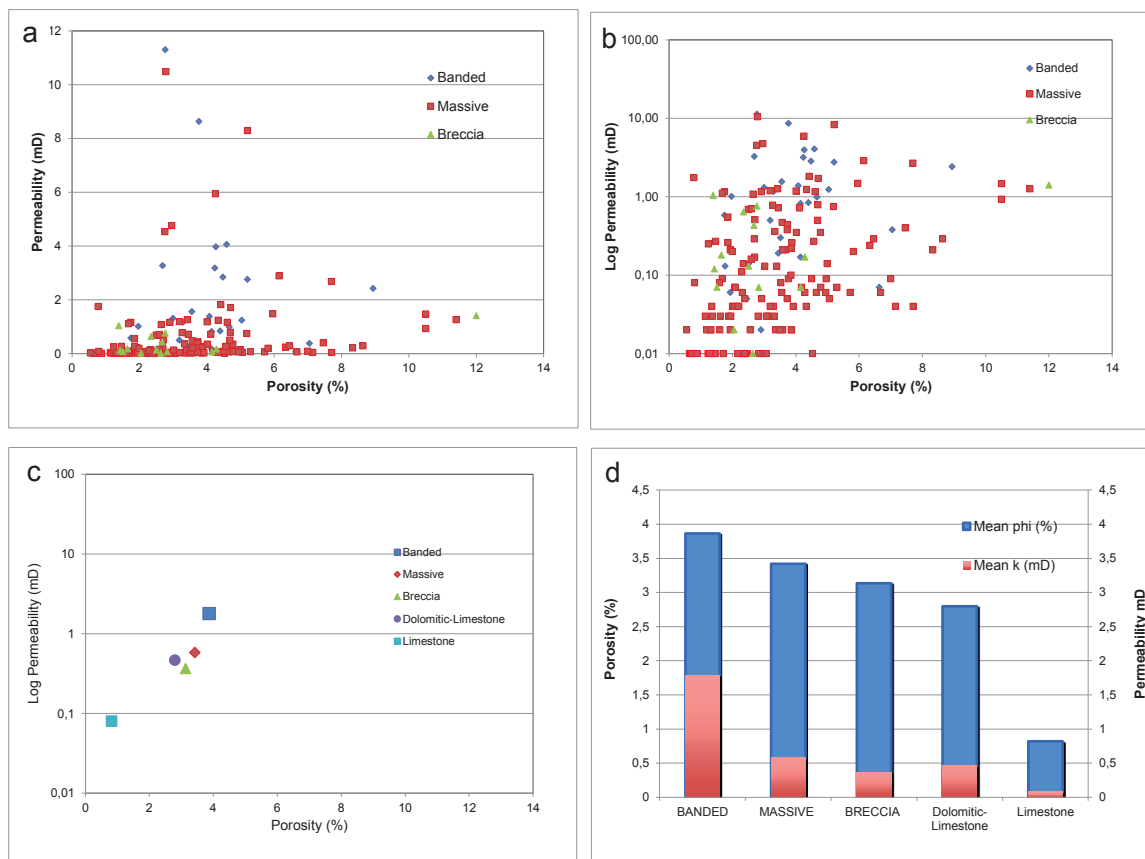 a
12
10
8
6
4
2
0
Permeability (mD)
0 2 4 6 8 10 12 14
Porosity (%)
Banded
Massive
Breccia
b
100,00
10,00
1,00
0,10
0,01
Log Permeability (mD)
0 2 4 6 8 10 12 14
Porosity (%)
Banded
Massive
Breccia
c
100
10
1
0,1
0,01
Log Permeability (mD)
0 2 4 6 8 10 12 14
Porosity (%)
Banded
Massive
Breccia
Dolomitic-Limestone
Limestone
d
4,5
4
3,5
3
2,5
2
1,5
1
0,5
0
Porosity (%)
Mean phi (%)
Mean k (mD)
4,5
4
3,5
3
2,5
2
1,5
1
0,5
0
Permeability mD
BANDED MASSIVE BRECCIA Dolomitic- Limestone
Limestone